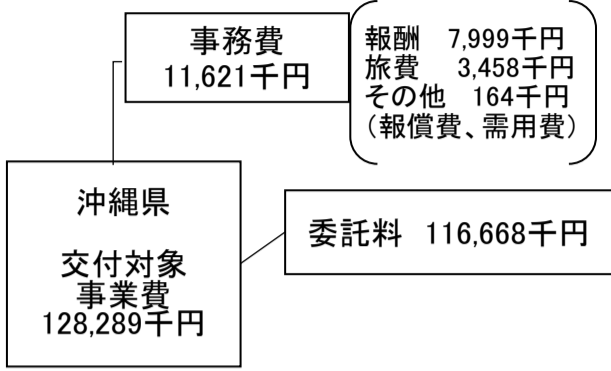 事務費
11,621千円
報酬　7,999千円
旅費　3,458千円
その他　164千円
（報償費、需用費）
沖縄県
交付対象
事業費
128,289千円
委託料　116,668千円